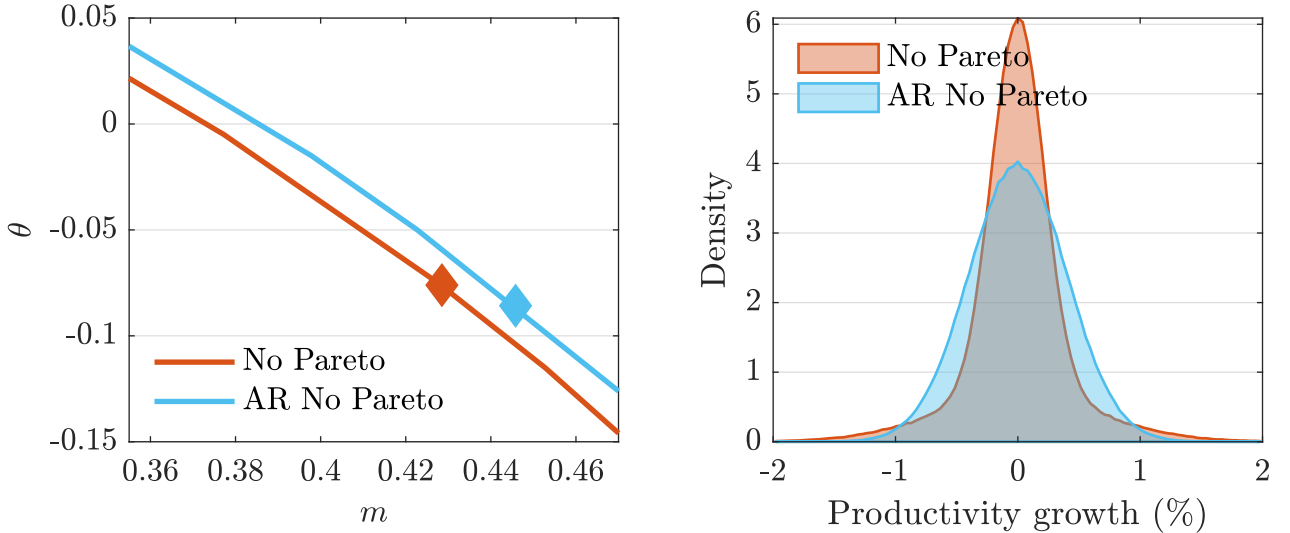 0.05
0
-0.05
-0.1
-0.15
θ
No Pareto
AR No Pareto
0.36 0.38 0.4 0.42 0.44 0.46
m
6
5
4
3
2
1
0
Density
No Pareto
AR No Pareto
-2 -1 0 1 2
Productivity growth (%)